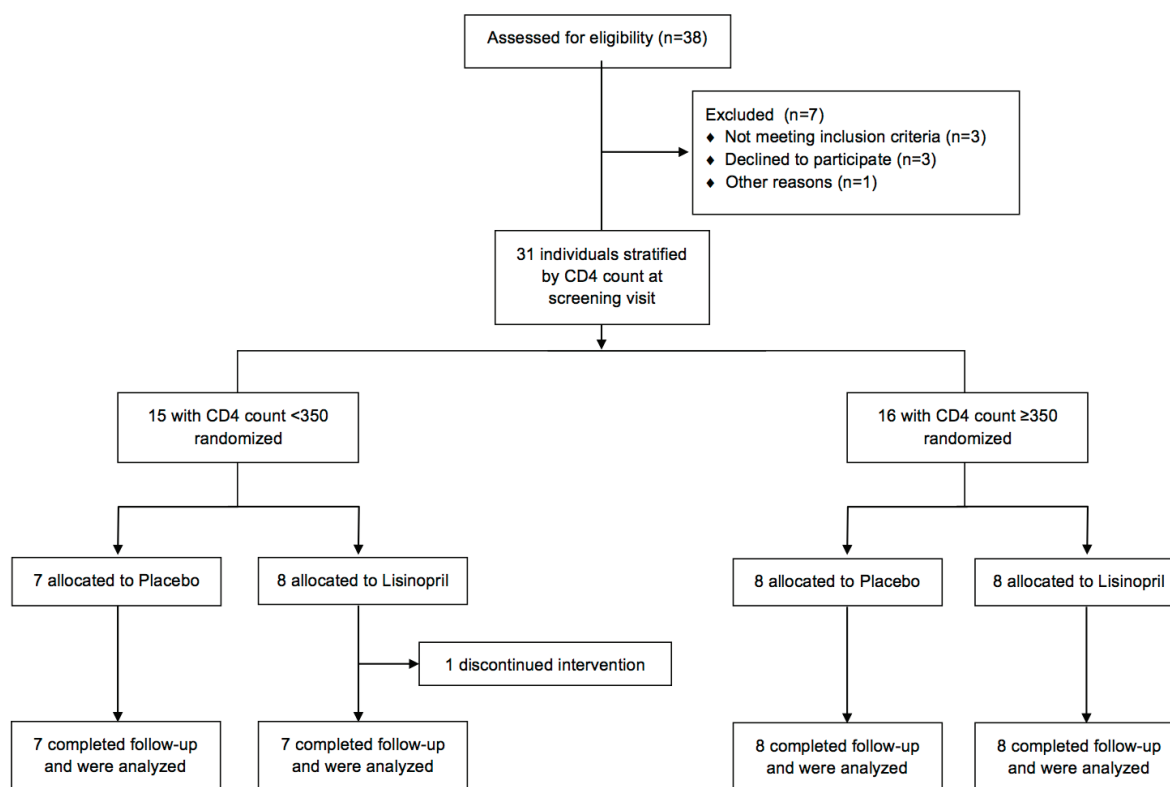 Assessed for eligibility (n=38)
Excluded (n=7)
♦ Not meeting inclusion criteria (n=3)
♦ Declined to participate (n=3)
♦ Other reasons (n=1)
31 individuals stratified
by CD4 count at
screening visit
15 with CD4 count <350
randomized
16 with CD4 count ≥350
randomized
7 allocated to Placebo
8 allocated to Lisinopril
8 allocated to Placebo
8 allocated to Lisinopril
1 discontinued intervention
7 completed follow-up
and were analyzed
7 completed follow-up
and were analyzed
8 completed follow-up
and were analyzed
8 completed follow-up
and were analyzed